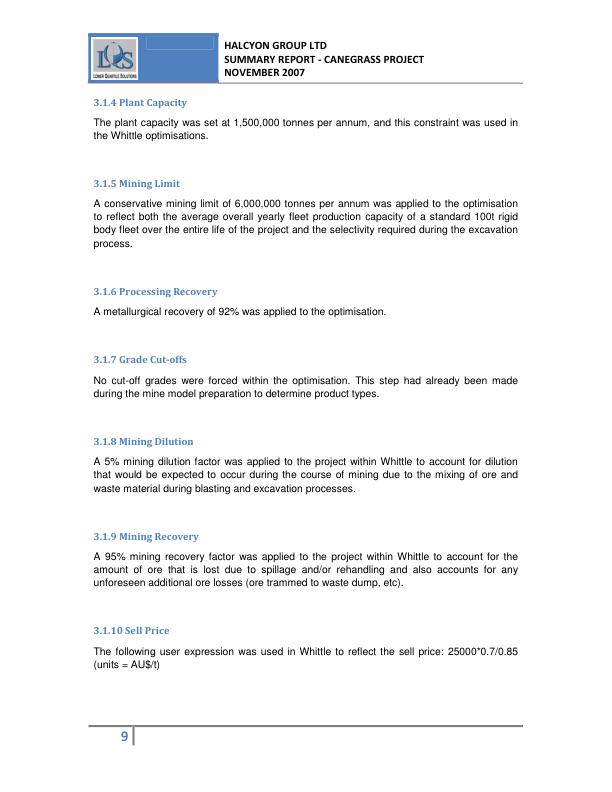 LQS
LOWER QUARTILE SOLUTIONS
HALCYON GROUP LTD
SUMMARY REPORT - CANEGRASS PROJECT
NOVEMBER 2007
3.1.4 Plant Capacity
The plant capacity was set at 1,500,000 tonnes per annum, and this constraint was used in
the Whittle optimisations.
3.1.5 Mining Limit
A conservative mining limit of 6,000,000 tonnes per annum was applied to the optimisation
to reflect both the average overall yearly fleet production capacity of a standard 100t rigid
body fleet over the entire life of the project and the selectivity required during the excavation
process.
3.1.6 Processing Recovery
A metallurgical recovery of 92% was applied to the optimisation.
3.1.7 Grade Cut-offs
No cut-off grades were forced within the optimisation. This step had already been made
during the mine model preparation to determine product types.
3.1.8 Mining Dilution
A 5% mining dilution factor was applied to the project within Whittle to account for dilution
that would be expected to occur during the course of mining due to the mixing of ore and
waste material during blasting and excavation processes.
3.1.9 Mining Recovery
A 95% mining recovery factor was applied to the project within Whittle to account for the
amount of ore that is lost due to spillage and/or rehandling and also accounts for any
unforeseen additional ore losses (ore trammed to waste dump, etc).
3.1.10 Sell Price
The following user expression was used in Whittle to reflect the sell price: 25000*0.7/0.85
(units = AU$/t)
9